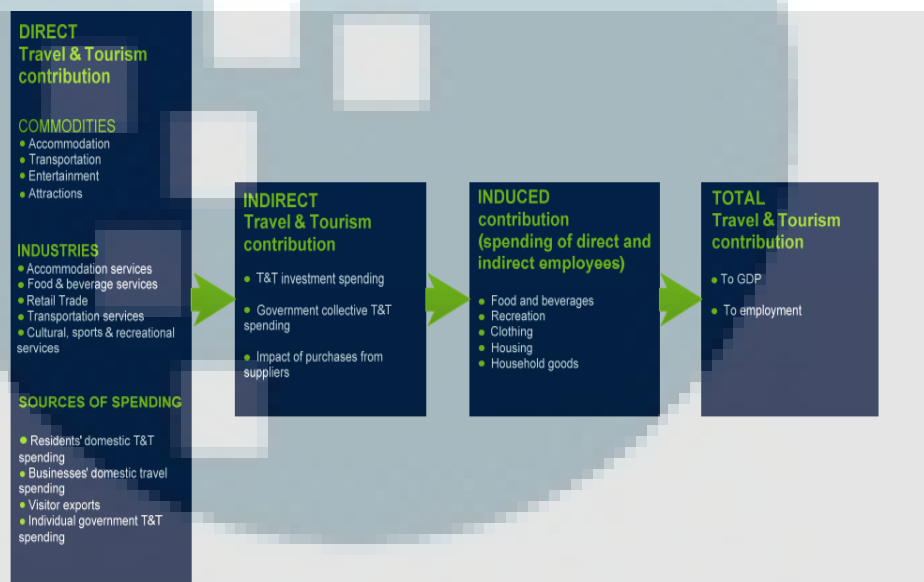 DIRECT
Travel & Tourism
contribution
COMMODITIES
• Accommodation
• Transportation
• Entertainment
• Attractions
INDUSTRIES
• Accommodation services
• Food & beverage services
• Retail Trade
• Transportation services
• Cultural, sports & recreational
services
SOURCES OF SPENDING
• Residents' domestic T&T
spending
• Businesses' domestic travel
spending
• Visitor exports
• Individual government T&T
spending
INDIRECT
Travel & Tourism
contribution
• T&T investment spending
• Government collective T&T
spending
• Impact of purchases from
suppliers
INDUCED
contribution
(spending of direct and
indirect employees)
• Food and beverages
• Recreation
• Clothing
• Housing
• Household goods
TOTAL
Travel & Tourism
contribution
• To GDP
• To employment